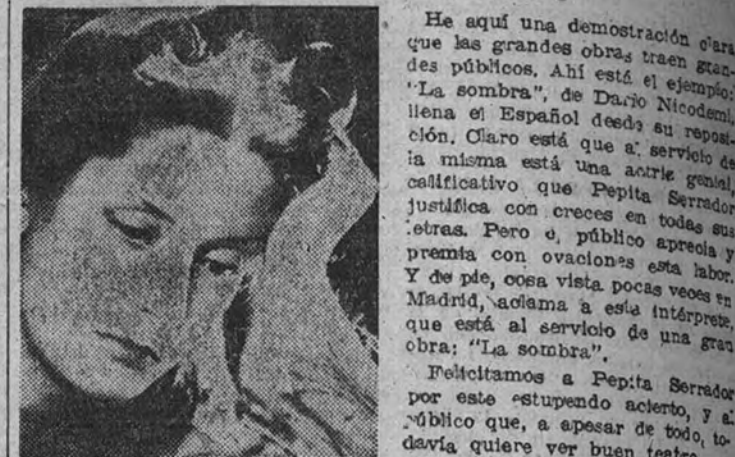 He aquí una demostración clara
que las grandes obras traen gran-
des públicos. Ahí está el ejemplo:
"La sombra", de Dario Nicodemi,
llena el Español desde su reposi-
ción. Claro está que al servicio de
la misma está una actriz genial,
calificativo que Pepita Serrador
justifica con creces en todas sus
letras. Pero el público aprecia y
premia con ovaciones esta labor.
Y de pie, cosa vista pocas veces en
Madrid, aclama a esta intérprete,
que está al servicio de una gran
obra: "La sombra".
Felicitamos a Pepita Serrador
por este estupendo acierto, y al
público que, a apesar de todo, to-
davía quiere ver buen teatro